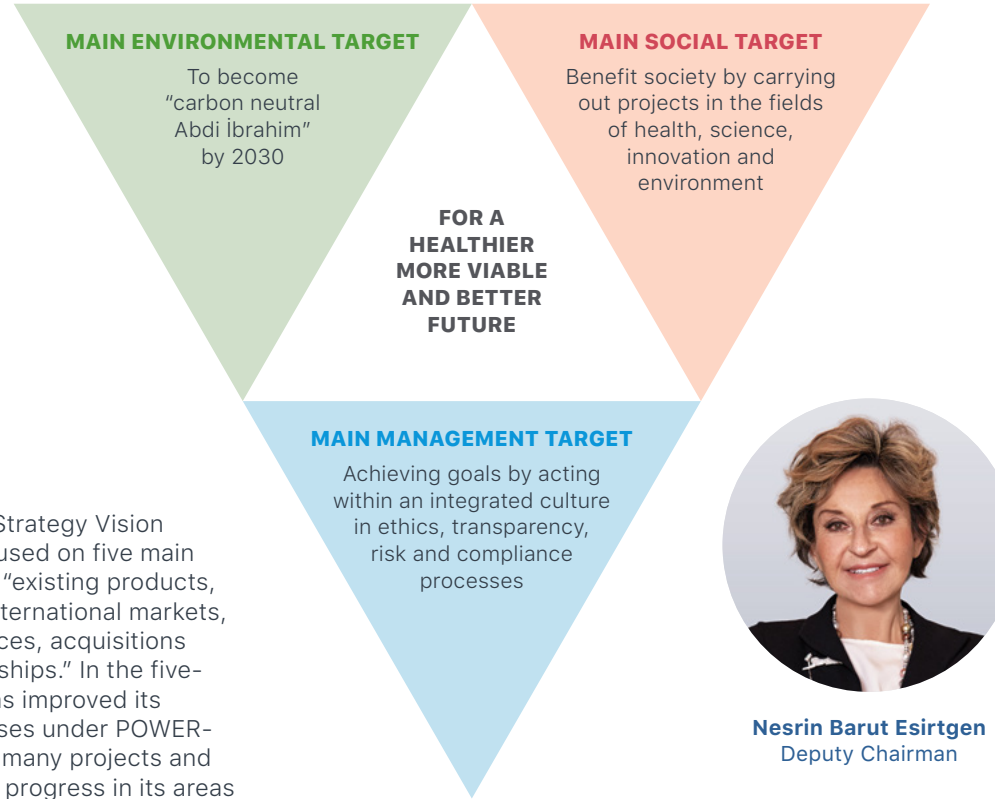 MAIN ENVIRONMENTAL TARGET
To become
“carbon neutral
Abdi İbrahim”
by 2030
MAIN SOCIAL TARGET
Benefit society by carrying
out projects in the fields
of health, science,
innovation and
environment
FOR A
HEALTHIER
MORE VIABLE
AND BETTER
FUTURE
MAIN MANAGEMENT TARGET
Achieving goals by acting
within an integrated culture
in ethics, transparency,
risk and compliance
processes
Strategy Vision
used on five main
“existing products,
ternational markets,
ces, acquisitions
ships.” In the five-
as improved its
ses under POWER-
many projects and
progress in its areas
Nesrin Barut Esirtgen
Deputy Chairman